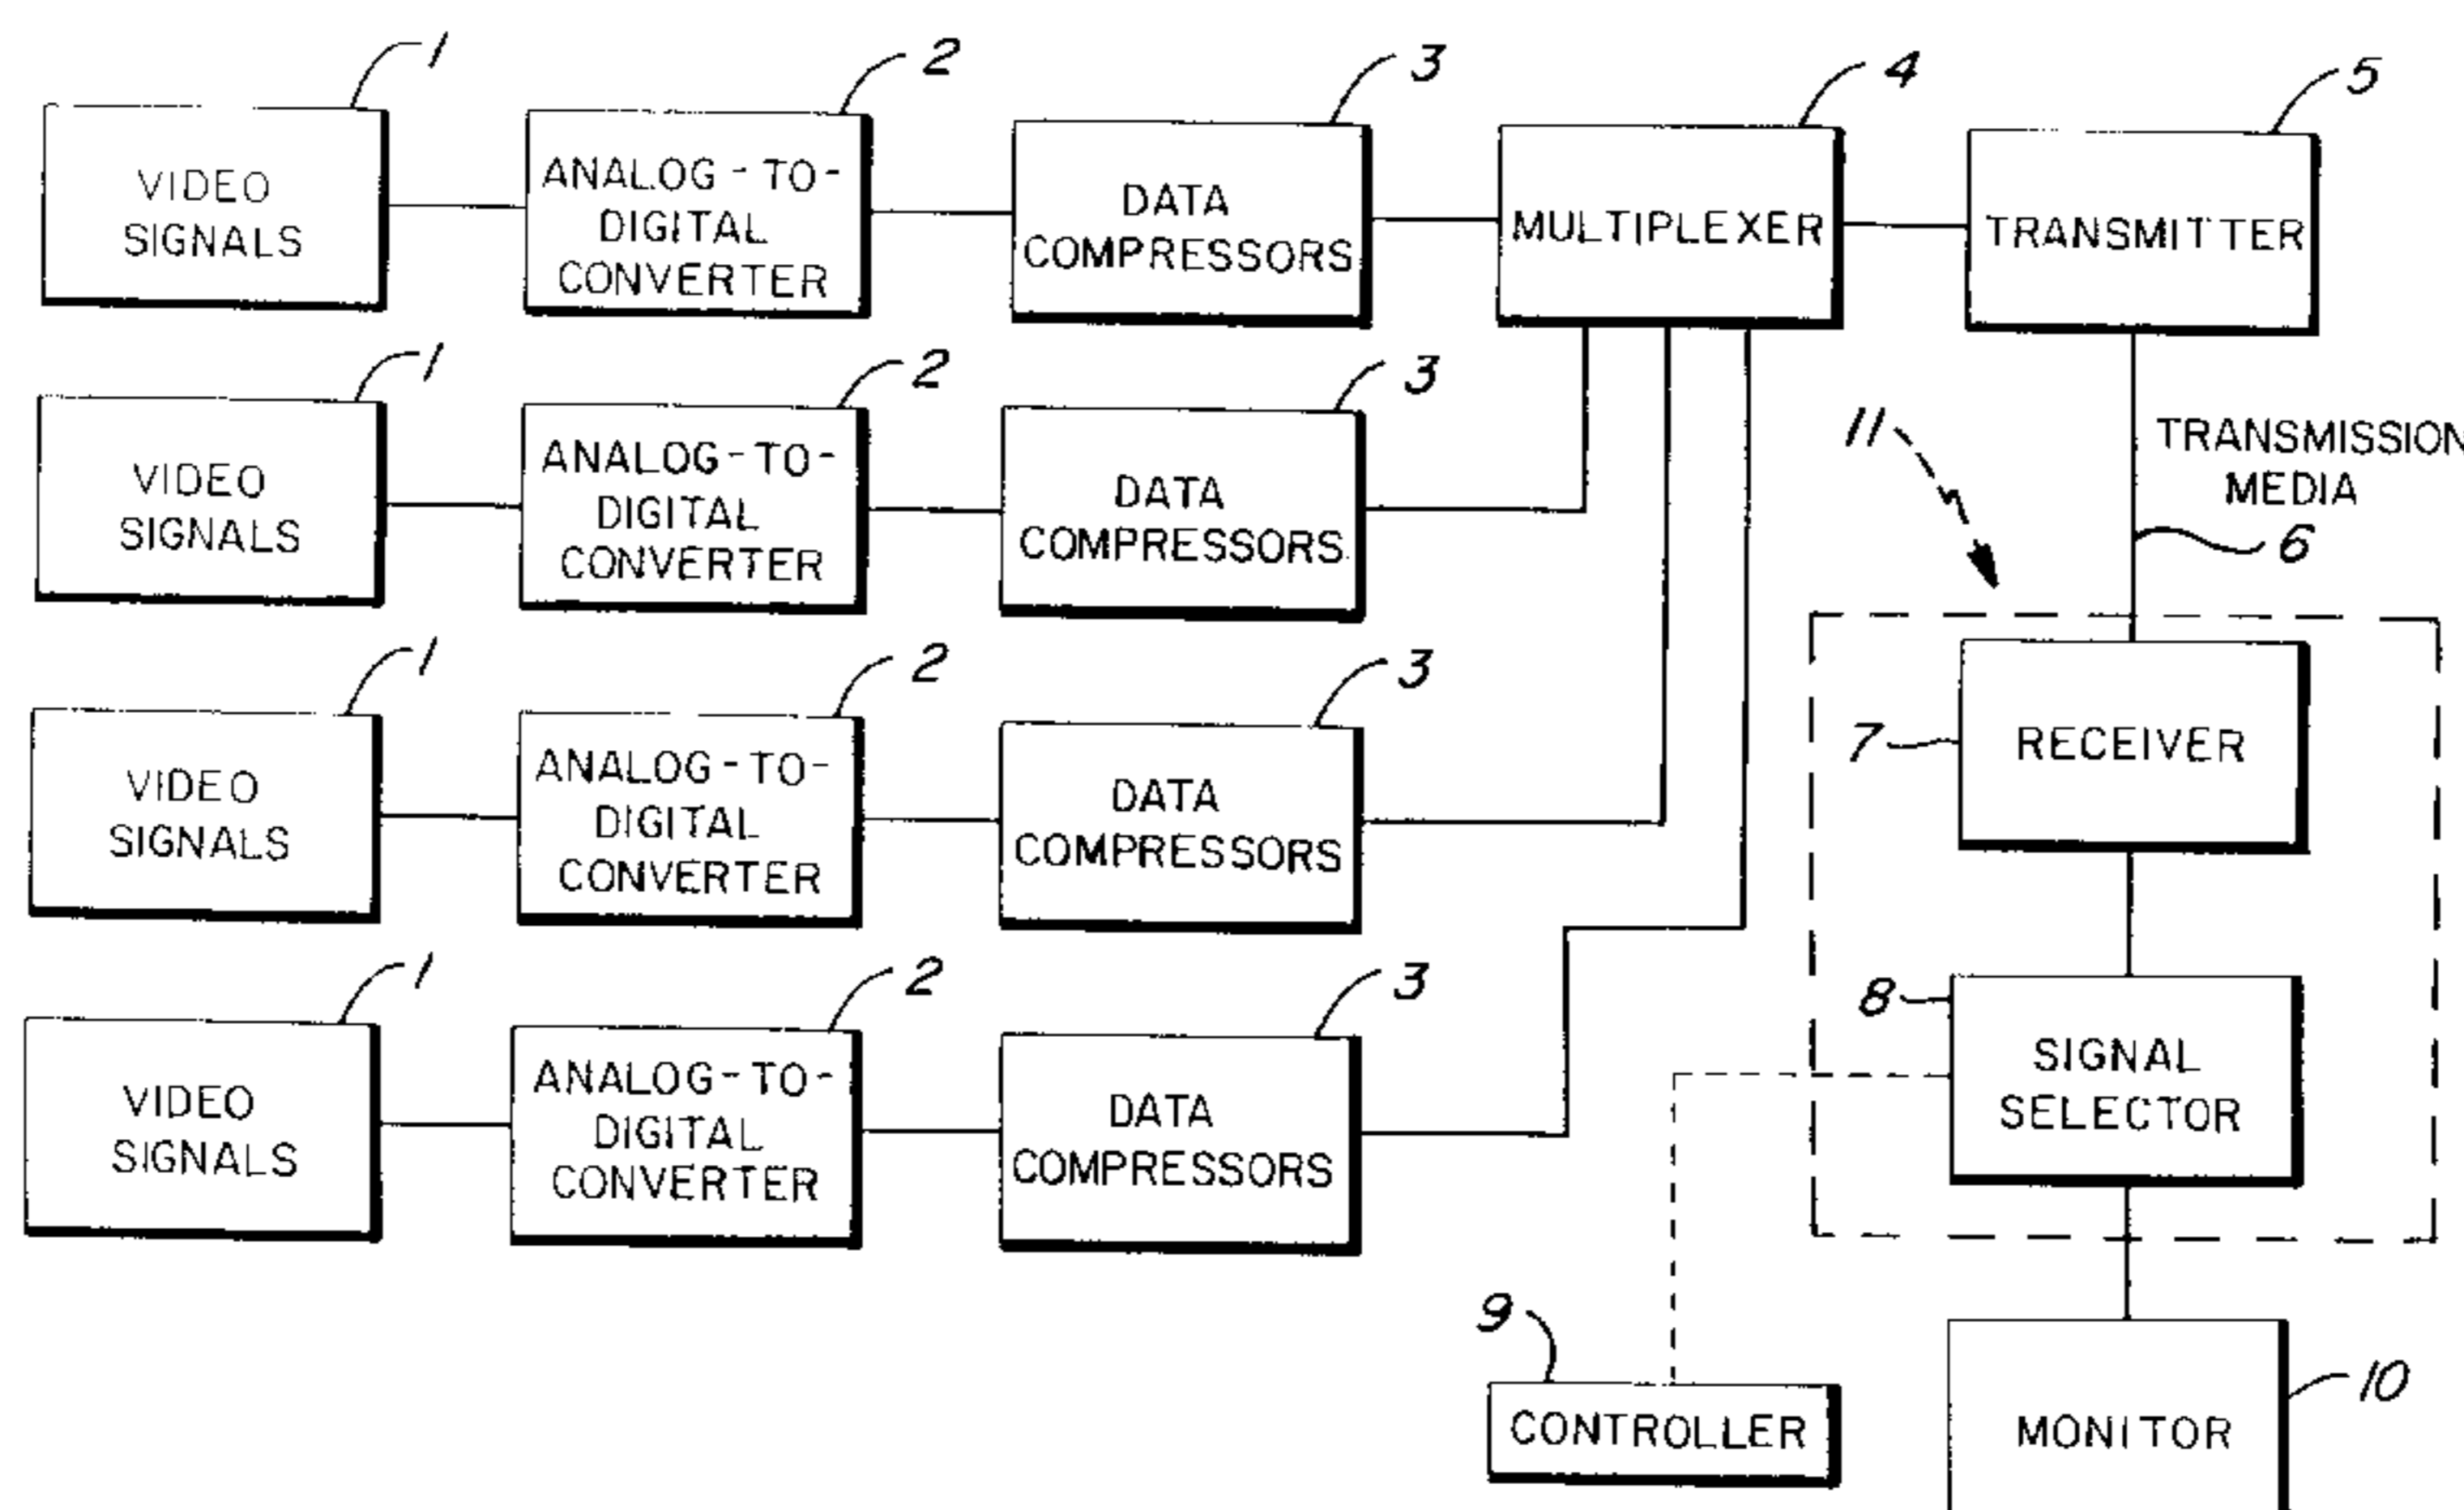 1
2
3
4
5
VIDEO
SIGNALS
ANALOG-TO-
DIGITAL
CONVERTER
DATA
COMPRESSORS
MULTIPLEXER
TRANSMITTER
1
2
3
VIDEO
SIGNALS
ANALOG-TO-
DIGITAL
CONVERTER
DATA
COMPRESSORS
11
TRANSMISSION
MEDIA
6
1
2
3
VIDEO
SIGNALS
ANALOG-TO-
DIGITAL
CONVERTER
DATA
COMPRESSORS
7
RECEIVER
1
2
3
VIDEO
SIGNALS
ANALOG-TO-
DIGITAL
CONVERTER
DATA
COMPRESSORS
8
SIGNAL
SELECTOR
9
CONTROLLER
10
MONITOR